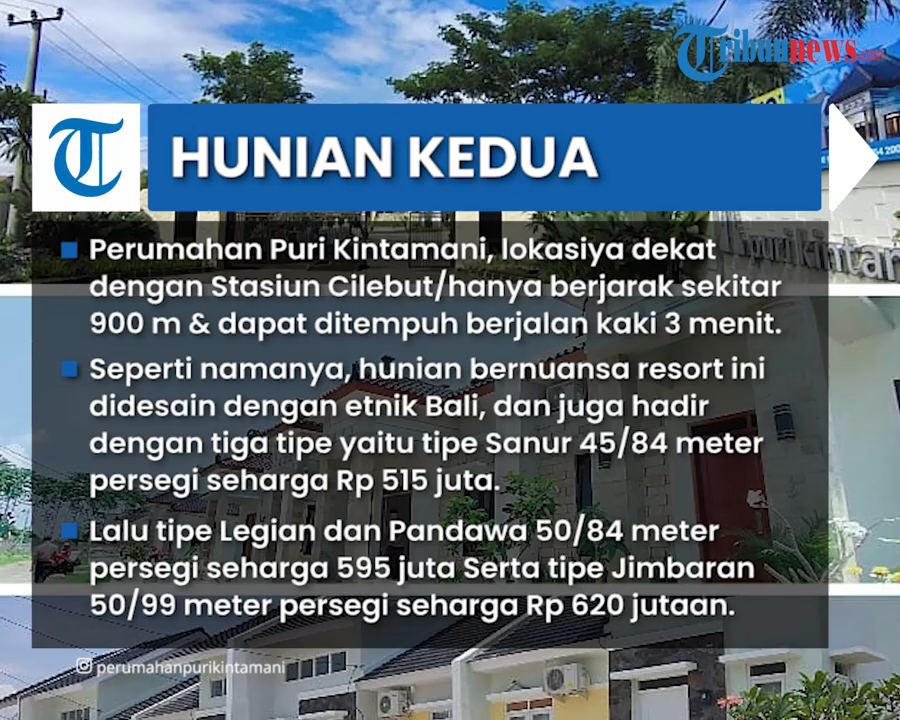 Tribunnews.com
T
HUNIAN KEDUA
Perumahan Puri Kintamani, lokasiya dekat
dengan Stasiun Cilebut/hanya berjarak sekitar
900 m & dapat ditempuh berjalan kaki 3 menit.
Seperti namanya, hunian bernuansa resort ini
didesain dengan etnik Bali, dan juga hadir
dengan tiga tipe yaitu tipe Sanur 45/84 meter
persegi seharga Rp 515 juta.
Lalu tipe Legian dan Pandawa 50/84 meter
persegi seharga 595 juta Serta tipe Jimbaran
50/99 meter persegi seharga Rp 620 jutaan.
perumahanpurikintamani